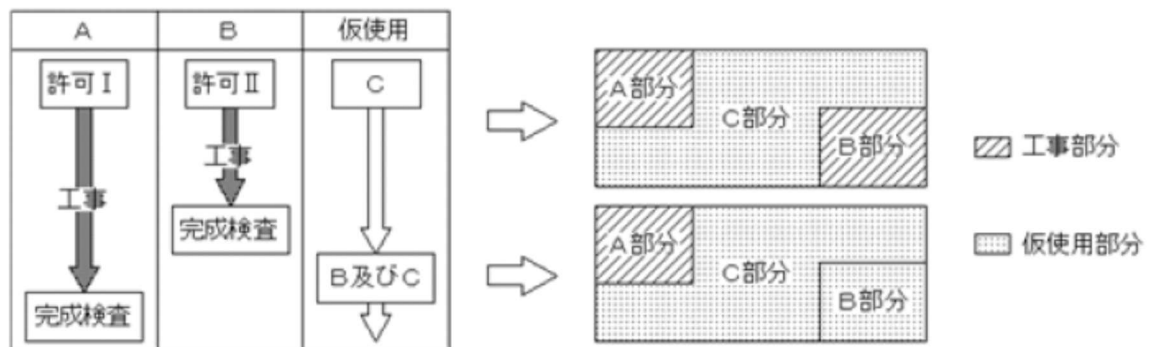 A
B
仮使用
許可Ⅰ
許可Ⅱ
C
工事
工事
完成検査
B及びC
完成検査
A部分
C部分
B部分
工事部分
A部分
C部分
B部分
仮使用部分